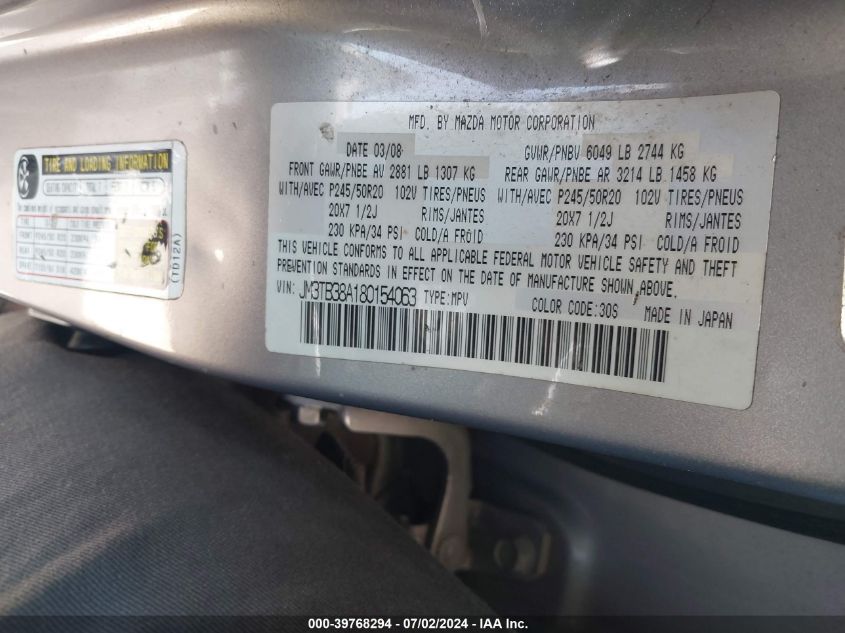 MFD. BY MAZDA MOTOR CORPORATION
DATE 03/08 GVWR/PNBV 6049 LB 2744 KG
FRONT GAWR/PNBE AV 2881 LB 1307 KG REAR GAWR/PNBE AR 3214 LB 1458 KG
WITH/AVEC P245/50R20 102V TIRES/PNEUS WITH/AVEC P245/50R20 102V TIRES/PNEUS
20X7 1/2J RIMS/JANTES 20X7 1/2J RIMS/JANTES
230 KPA/34 PSI COLD/A FROID 230 KPA/34 PSI COLD/A FROID
THIS VEHICLE CONFORMS TO ALL APPLICABLE FEDERAL MOTOR VEHICLE SAFETY AND THEFT
PREVENTION STANDARDS IN EFFECT ON THE DATE OF MANUFACTURE SHOWN ABOVE.
VIN: JM3TB38A180154063 TYPE:MPV COLOR CODE:30S MADE IN JAPAN
TIRE AND LOADING INFORMATION
SEATING CAPACITY
(TD12A)
000-39768294 - 07/02/2024 - IAA Inc.